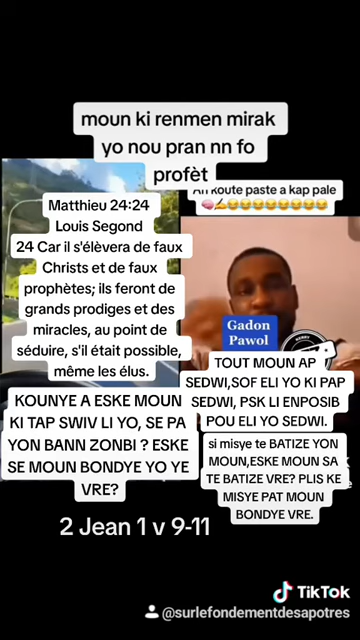 moun ki renmen mirak
yo nou pran nn fo
profèt
An koute paste a kap pale
🧠✍😂😂😂😂😂😂😂😂
Matthieu 24:24
Louis Segond
24 Car il s'élèvera de faux
Christs et de faux
prophètes; ils feront de
grands prodiges et des
miracles, au point de
séduire, s'il était possible,
même les élus.
Gadon
Pawol
KOUNYE A ESKE MOUN
KI TAP SWIV LI YO, SE PA
YON BANN ZONBI ? ESKE
SE MOUN BONDYE YO YE
VRE?
TOUT MOUN AP
SEDWI,SOF ELI YO KI PAP
SEDWI, PSK LI ENPOSIB
POU ELI YO SEDWI.
si misye te BATIZE YON
MOUN,ESKE MOUN SA
TE BATIZE VRE? PLIS KE
MISYE PAT MOUN
BONDYE VRE.
2 Jean 1 v 9-11
TikTok
@surlefondementdesapotres